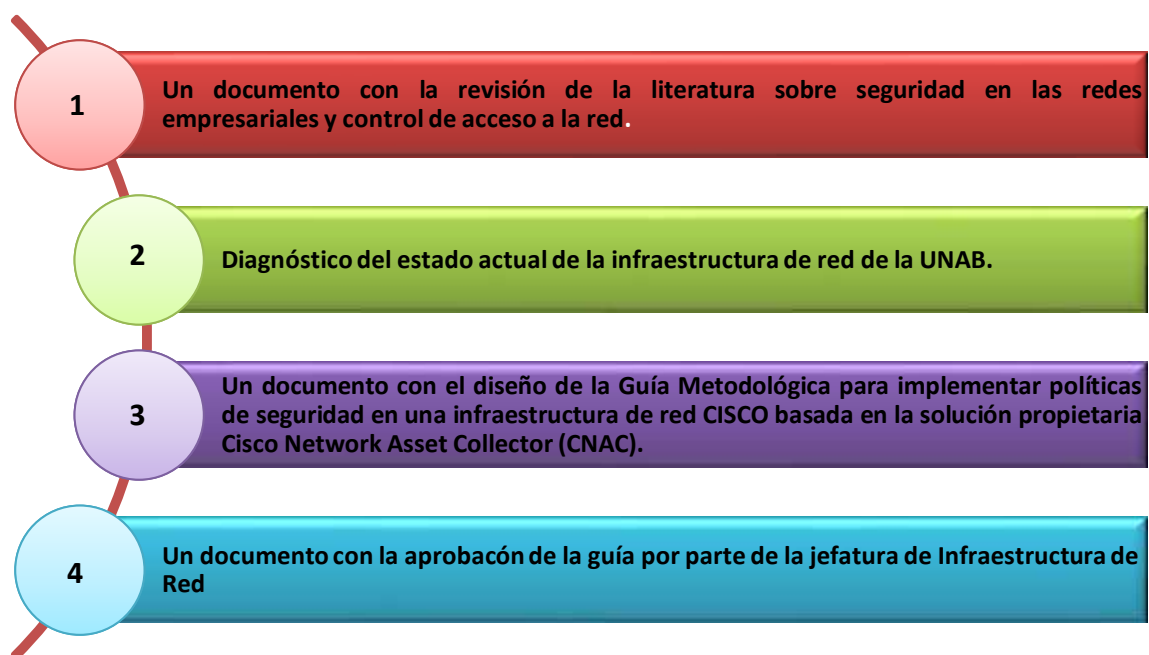 1
Un documento con la revisión de la literatura sobre seguridad en las redes
empresariales y control de acceso a la red.
2
Diagnóstico del estado actual de la infraestructura de red de la UNAB.
3
Un documento con el diseño de la Guía Metodológica para implementar políticas
de seguridad en una infraestructura de red CISCO basada en la solución propietaria
Cisco Network Asset Collector (CNAC).
4
Un documento con la aprobacón de la guía por parte de la jefatura de Infraestructura de
Red